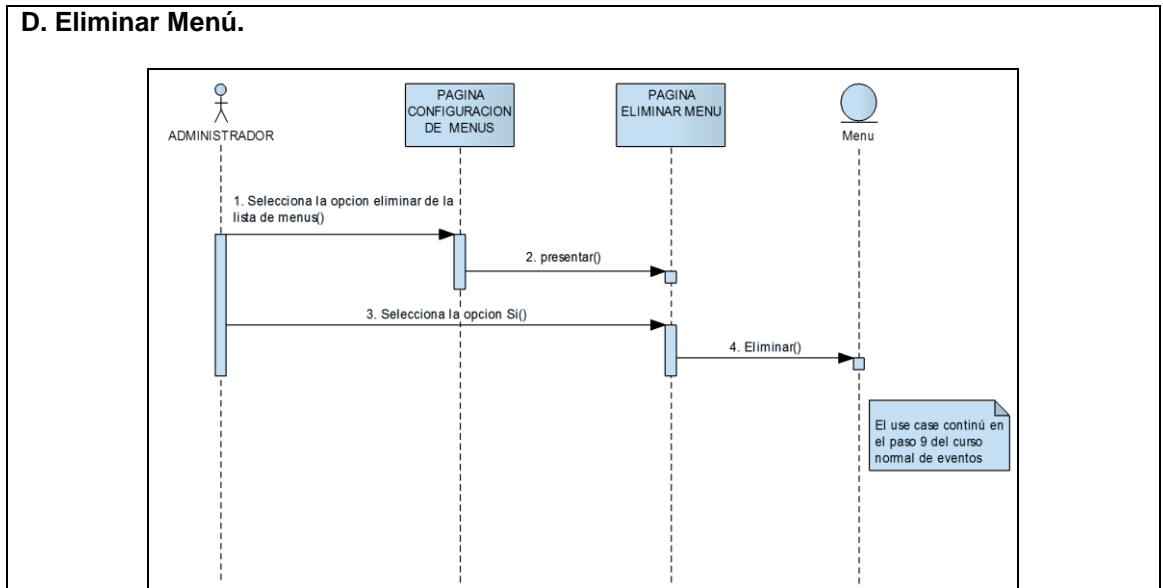 D. Eliminar Menú.
PAGINA
CONFIGURACION
DE MENUS
PAGINA
ELIMINAR MENU
ADMINISTRADOR
Menu
1. Selecciona la opcion eliminar de la
lista de menus()
2. presentar()
3. Selecciona la opcion Si()
4. Eliminar()
El use case continú en
el paso 9 del curso
normal de eventos